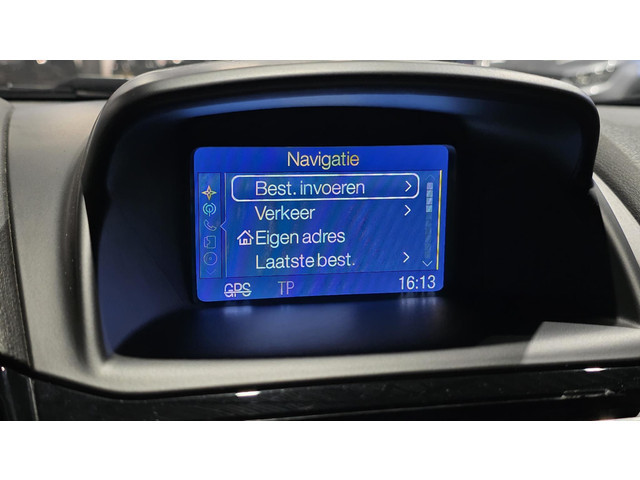 Navigatie
Best. invoeren
Verkeer
Eigen adres
Laatste best.
GPS TP 16:13